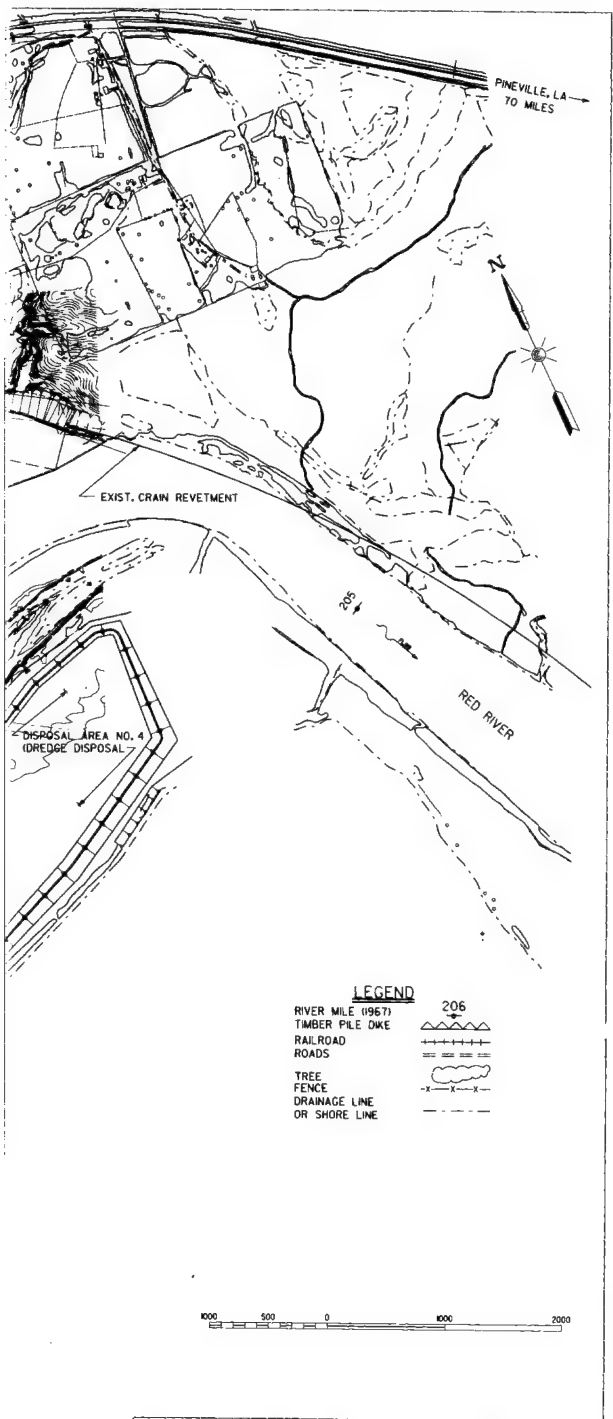 PINEVILLE, LA
70 MILES
N
EXIST. CRAIN REVETMENT
205
RED RIVER
DISPOSAL AREA NO. 4
(DREDGE DISPOSAL
LEGEND
RIVER MILE (1967) 206
TIMBER PILE DIKE
RAILROAD
ROADS
TREE
FENCE -X-X-X-
DRAINAGE LINE
OR SHORE LINE
1000 500 0 1000 2000